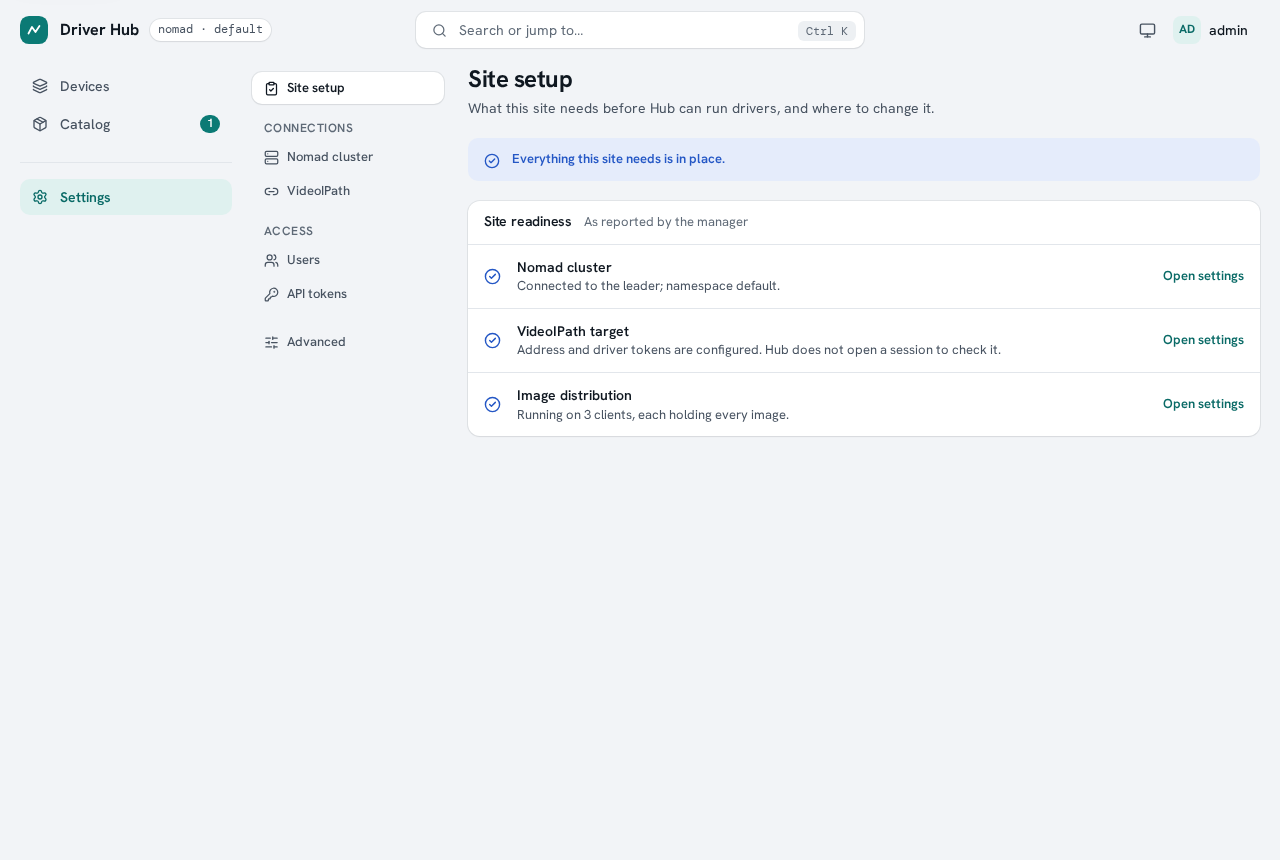 Driver Hub
nomad · default
Search or jump to...
Ctrl K
AD
admin
Devices
Catalog
1
Settings
Site setup
CONNECTIONS
Nomad cluster
VideoIPath
ACCESS
Users
API tokens
Advanced
Site setup
What this site needs before Hub can run drivers, and where to change it.
Everything this site needs is in place.
Site readiness As reported by the manager
Nomad cluster
Connected to the leader; namespace default.
Open settings
VideoIPath target
Address and driver tokens are configured. Hub does not open a session to check it.
Open settings
Image distribution
Running on 3 clients, each holding every image.
Open settings